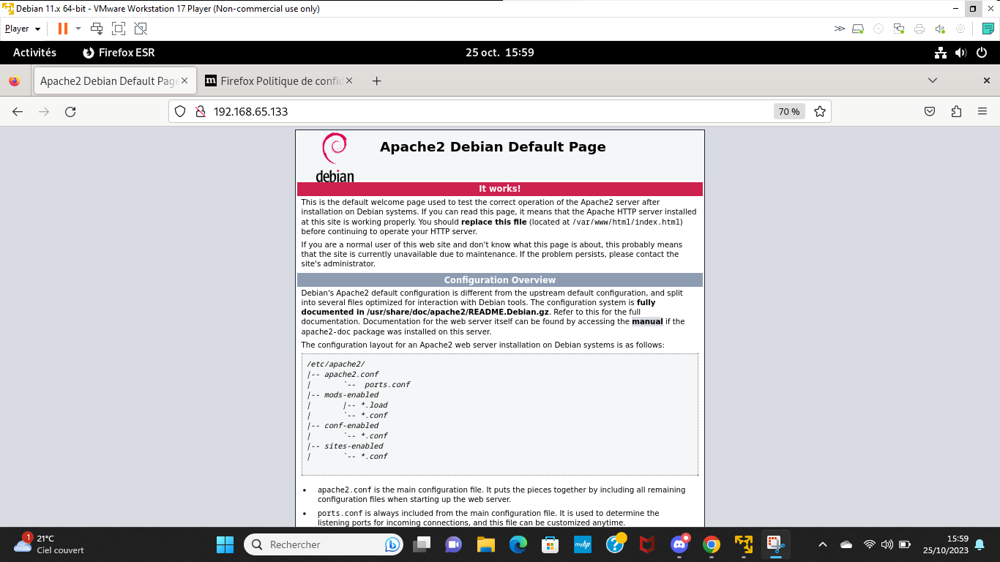 Debian 11.x 64-bit - VMware Workstation 17 Player (Non-commercial use only)
Player
Activités
Firefox ESR
25 oct. 15:59
Apache2 Debian Default Page
Firefox Politique de confid
192.168.65.133
70 %
debian
Apache2 Debian Default Page
It works!
This is the default welcome page used to test the correct operation of the Apache2 server after
installation on Debian systems. If you can read this page, it means that the Apache HTTP server installed
at this site is working properly. You should replace this file (located at /var/www/html/index.html)
before continuing to operate your HTTP server.
If you are a normal user of this web site and don't know what this page is about, this probably means
that the site is currently unavailable due to maintenance. If the problem persists, please contact the
site's administrator.
Configuration Overview
Debian's Apache2 default configuration is different from the upstream default configuration, and split
into several files optimized for interaction with Debian tools. The configuration system is fully
documented in /usr/share/doc/apache2/README.Debian.gz. Refer to this for the full
documentation. Documentation for the web server itself can be found by accessing the manual if the
apache2-doc package was installed on this server.
The configuration layout for an Apache2 web server installation on Debian systems is as follows:
/etc/apache2/
|-- apache2.conf
|       `--  ports.conf
|-- mods-enabled
|       |-- *.load
|       `-- *.conf
|-- conf-enabled
|       `-- *.conf
|-- sites-enabled
|       `-- *.conf
• apache2.conf is the main configuration file. It puts the pieces together by including all remaining
configuration files when starting up the web server.
• ports.conf is always included from the main configuration file. It is used to determine the
listening ports for incoming connections, and this file can be customized anytime.
1
21°C
Ciel couvert
Rechercher
myhp
15:59
25/10/2023